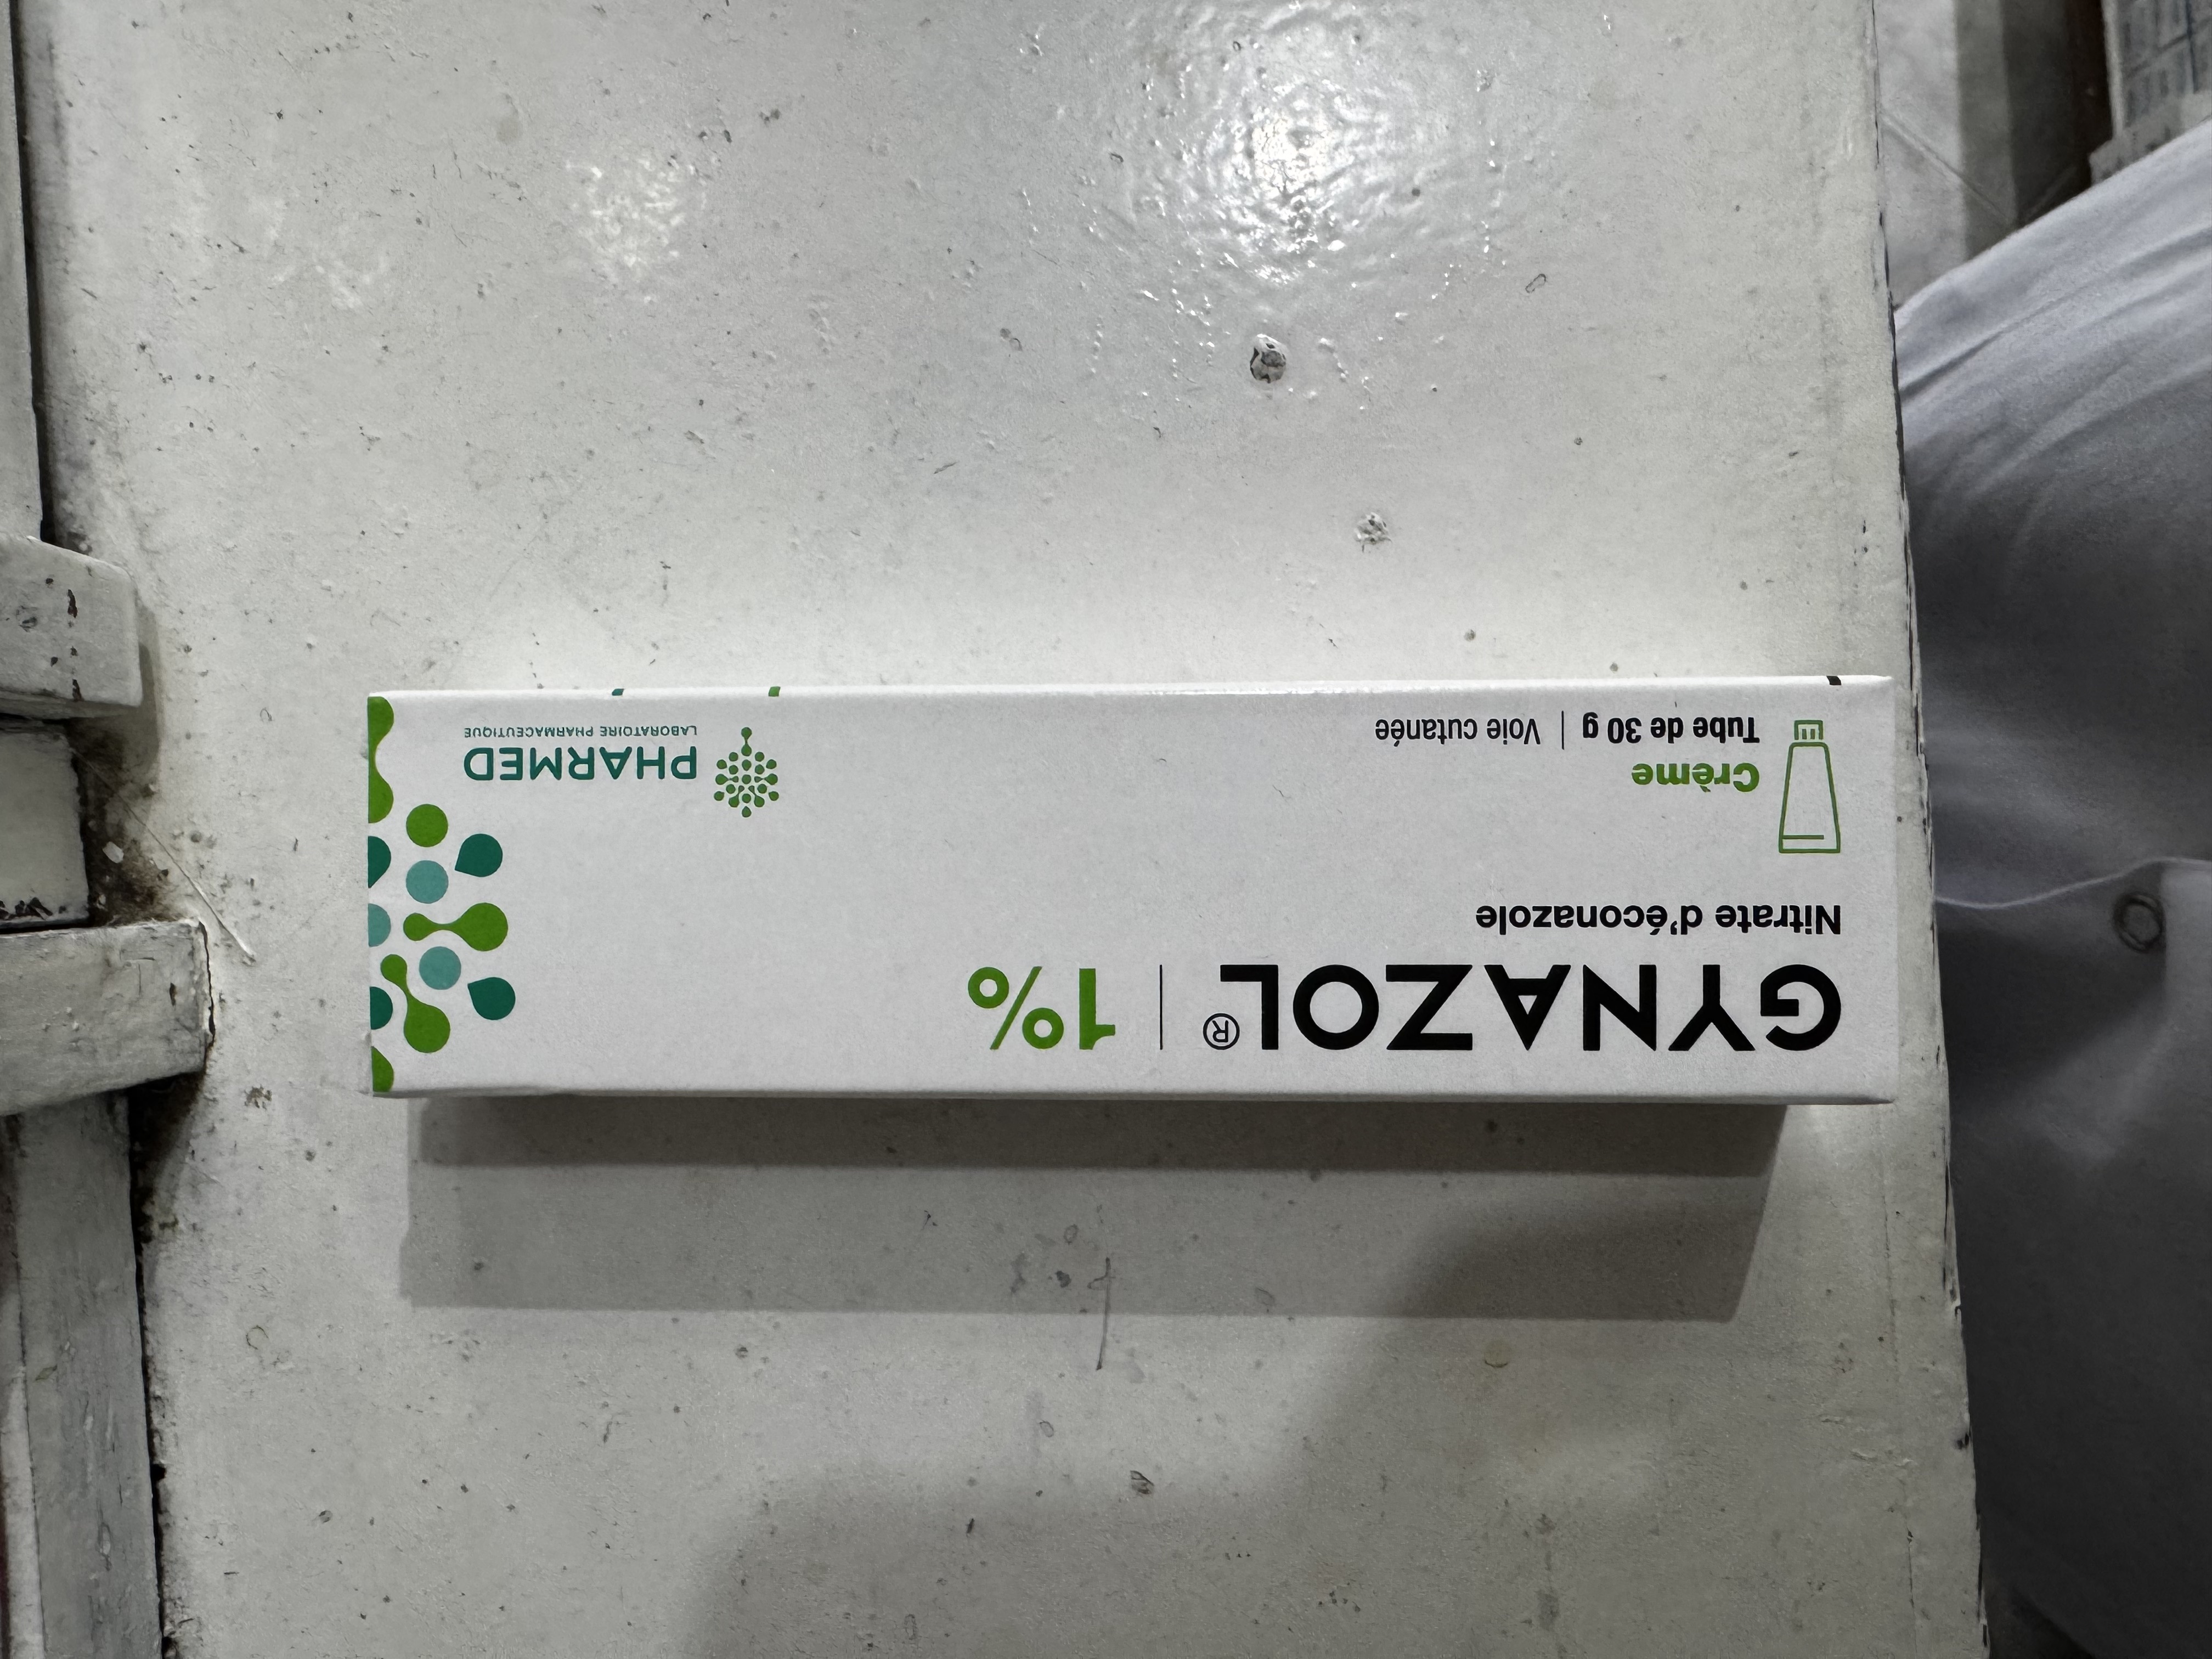 GYNAZOL® | 1%
Nitrate d'éconazole
Crème
Tube de 30 g | Voie cutanée
PHARMED
LABORATOIRE PHARMACEUTIQUE